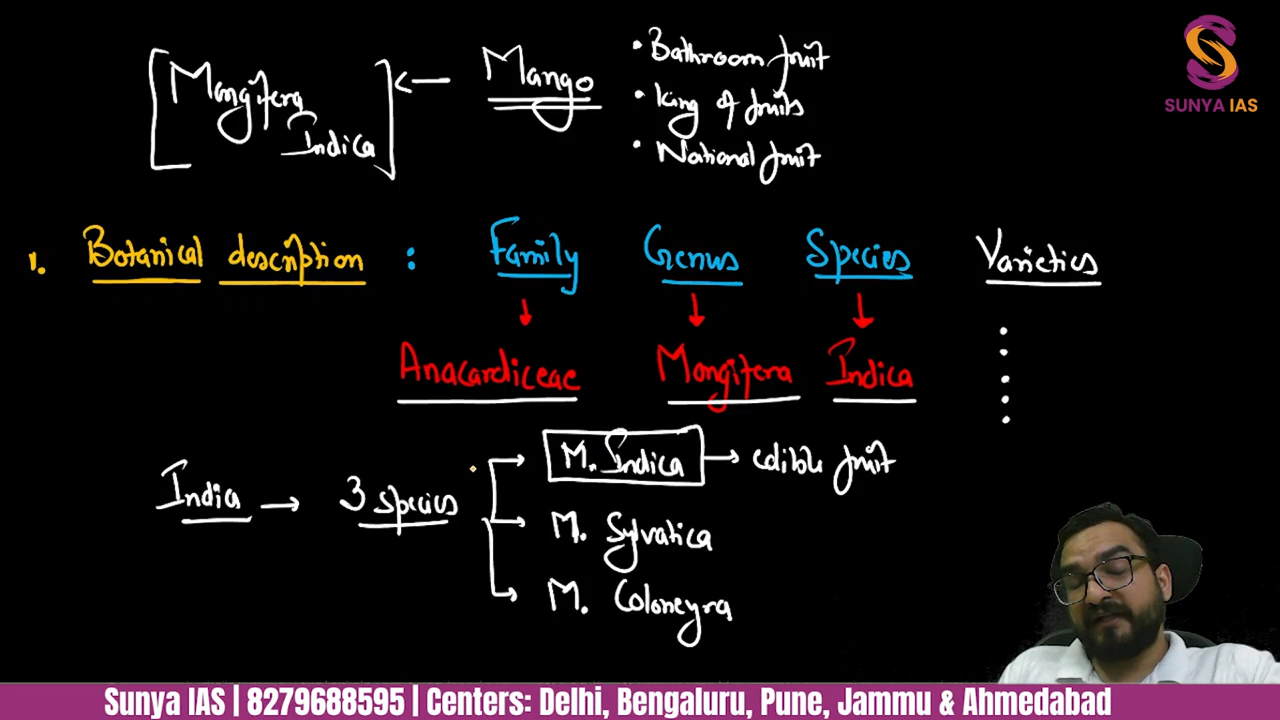 [Mangifera Indica] ← Mango
• Bathroom fruit
• King of fruits
• National fruit
SUNYA IAS
1. Botanical description : Family Genus Species Varieties
↓ ↓ ↓
Anacardiceae Mangifera Indica
India → 3 species
M. Indica → edible fruit
M. Sylvatica
M. Coloneyra
Sunya IAS | 8279688595 | Centers: Delhi, Bengaluru, Pune, Jammu & Ahmedabad